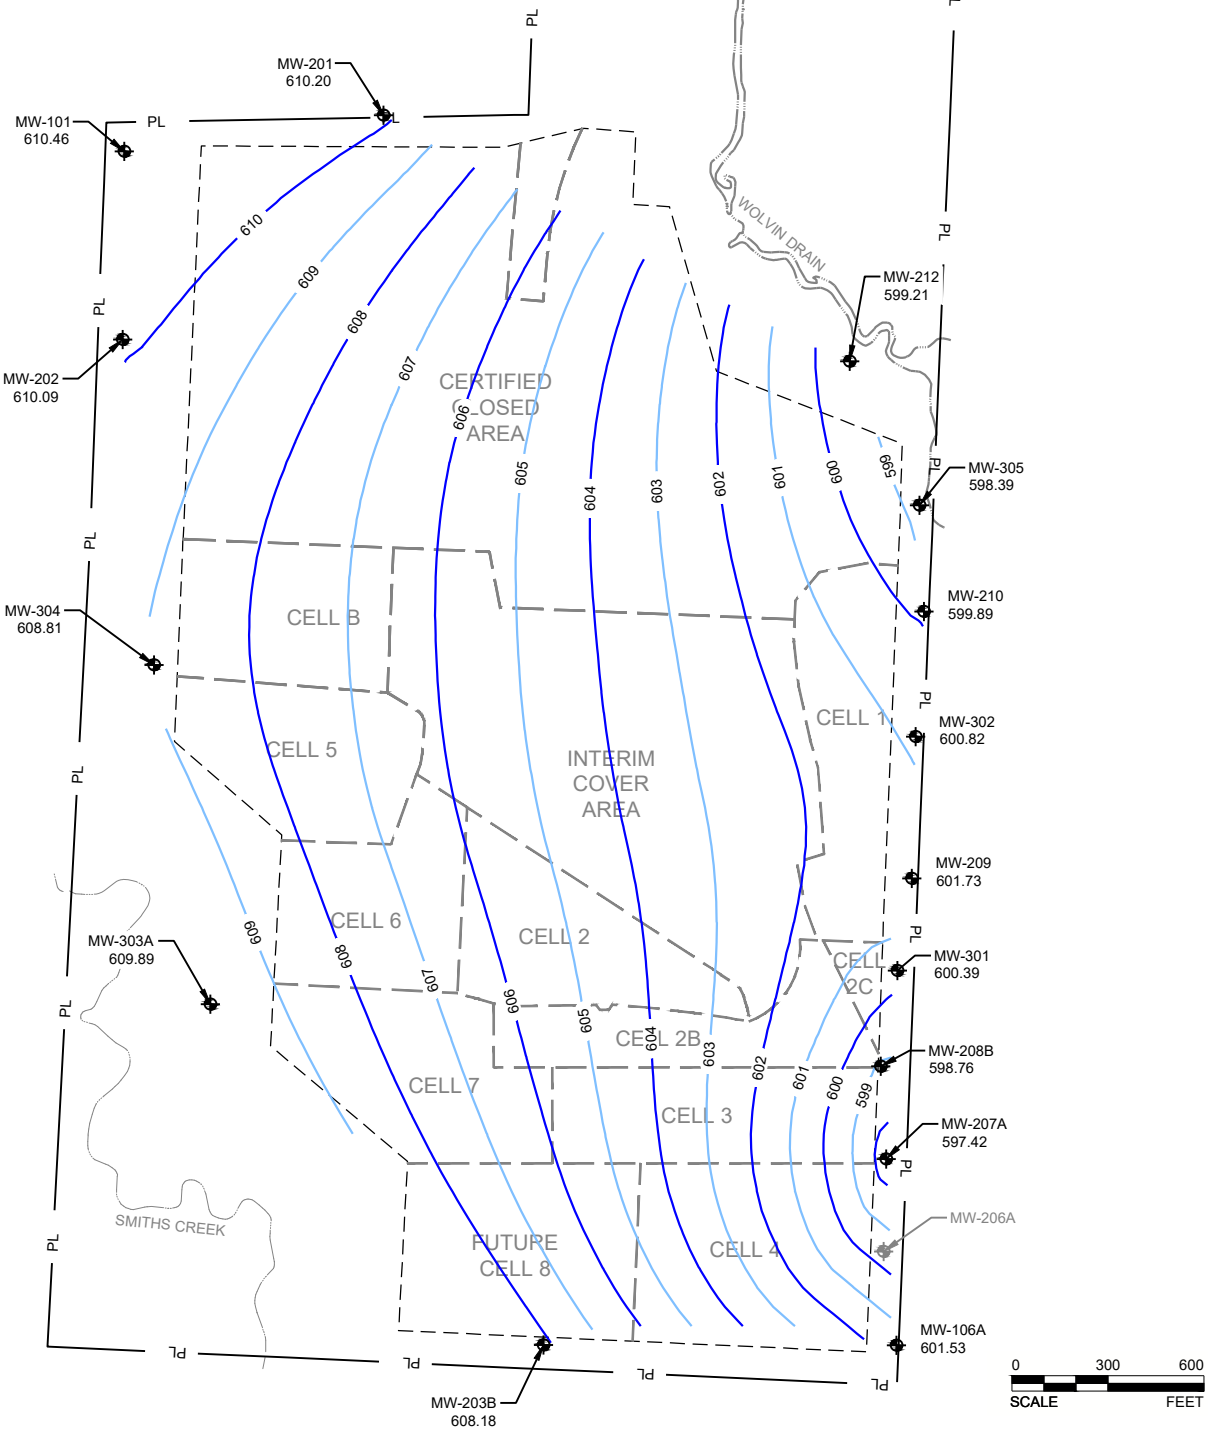 PL
PL
MW-201
610.20
MW-101
610.46
PL
PL
610
WOLVIN DRAIN
PL
609
MW-212
599.21
PL
608
607
MW-202
610.09
CERTIFIED
CLOSED
AREA
606
605
604
603
602
601
600
599
PL
MW-305
598.39
PL
MW-304
608.81
CELL B
MW-210
599.89
PL
CELL 5
CELL 1
MW-302
600.82
INTERIM
COVER
AREA
PL
MW-209
601.73
CELL 6
CELL 2
609
608
MW-303A
609.89
PL
MW-301
600.39
CELL
2C
607
606
605
604
603
602
601
600
599
PL
CELL 2B
MW-208B
598.76
CELL 7
CELL 3
MW-207A
597.42
PL
SMITHS CREEK
MW-206A
PL
FUTURE
CELL 8
CELL 4
MW-106A
601.53
PL
PL
PL
PL
MW-203B
608.18
0 300 600
SCALE FEET